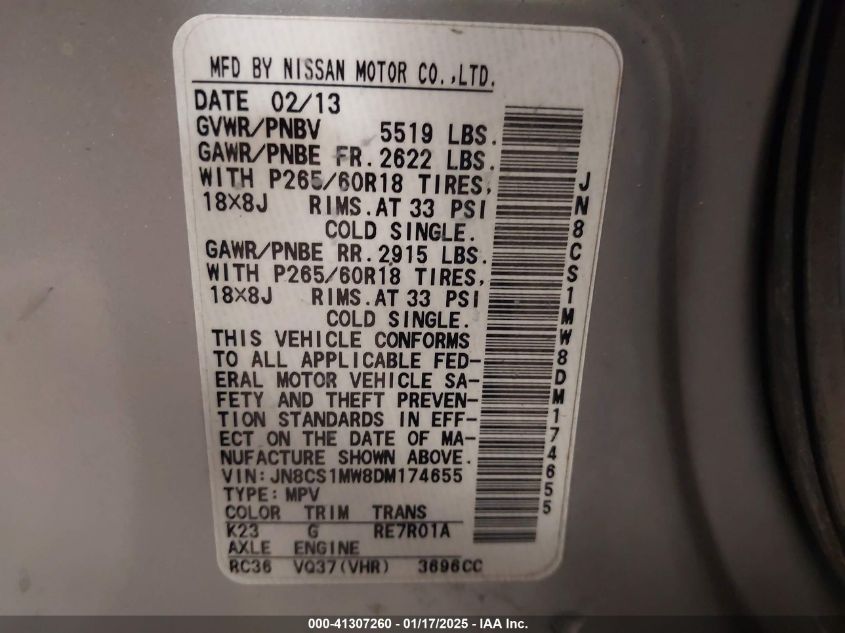 MFD BY NISSAN MOTOR CO.,LTD.
DATE 02/13
GVWR/PNBV 5519 LBS.
GAWR/PNBE FR. 2622 LBS.
WITH P265/60R18 TIRES,
18X8J RIMS.AT 33 PSI
COLD SINGLE.
GAWR/PNBE RR. 2915 LBS.
WITH P265/60R18 TIRES,
18X8J RIMS.AT 33 PSI
COLD SINGLE.
THIS VEHICLE CONFORMS
TO ALL APPLICABLE FED-
ERAL MOTOR VEHICLE SA-
FETY AND THEFT PREVEN-
TION STANDARDS IN EFF-
ECT ON THE DATE OF MA-
NUFACTURE SHOWN ABOVE.
VIN:JN8CS1MW8DM174655
TYPE:MPV
COLOR TRIM TRANS
K23 G RE7R01A
AXLE ENGINE
RC36 VQ37(VHR) 3696CC
JN8CS1MW8DM174655
000-41307260 - 01/17/2025 - IAA Inc.